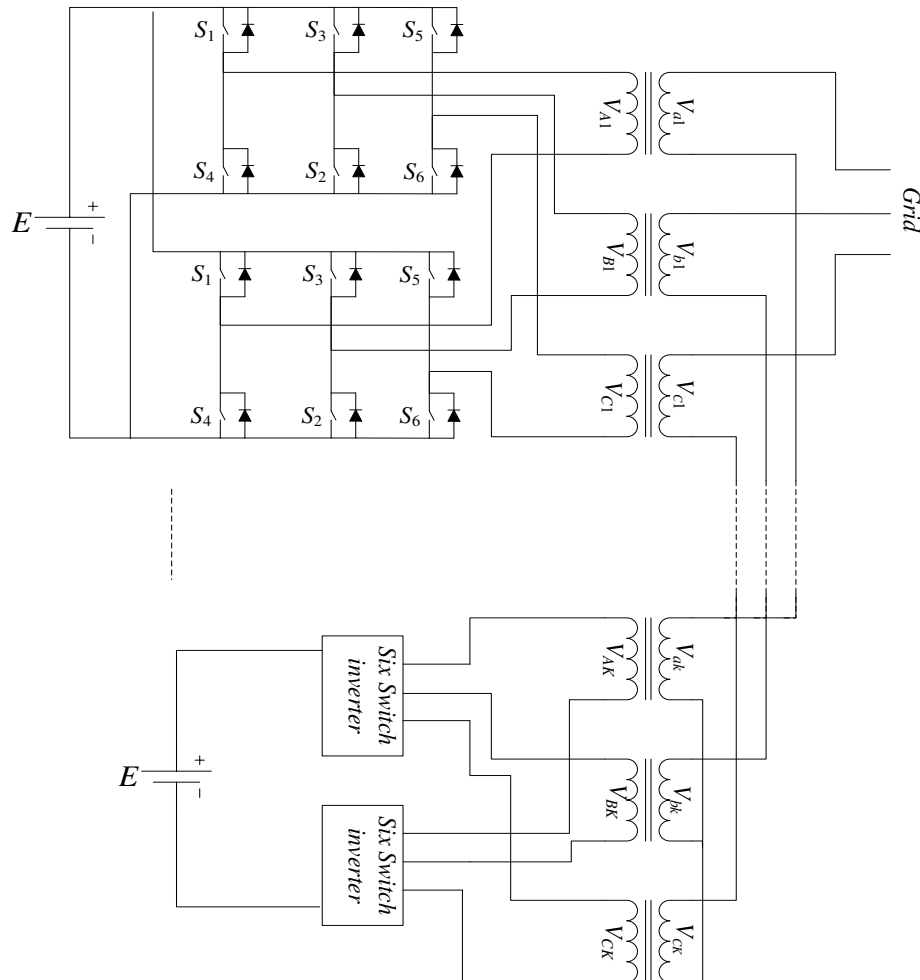 S1 S3 S5
S4 S2 S6
E + -
S1 S3 S5
S4 S2 S6
VA1 Va1
VB1 Vb1
VC1 Vc1
Grid
Six Switch
inverter
E + -
Six Switch
inverter
VAK Vak
VBK Vbk
VCK VcK